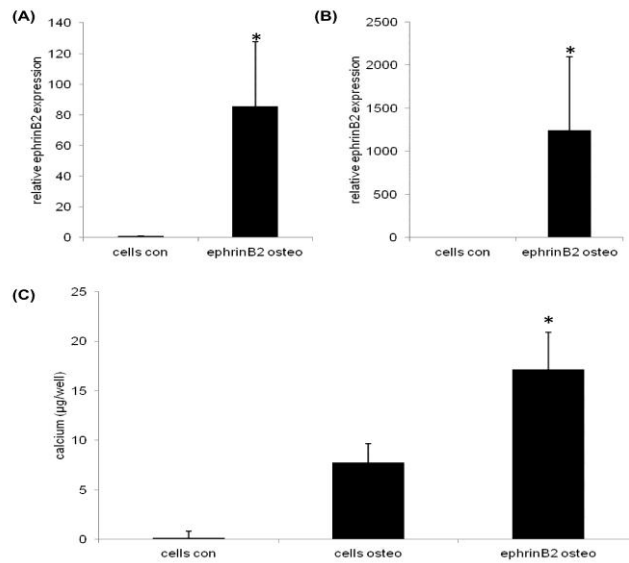 (A)
relative ephrinB2 expression
140
120
100
80
60
40
20
0
*
cells con ephrinB2 osteo
(B)
relative ephrinB2 expression
2500
2000
1500
1000
500
0
*
cells con ephrinB2 osteo
(C)
calcium (µg/well)
25
20
15
10
5
0
*
cells con cells osteo ephrinB2 osteo